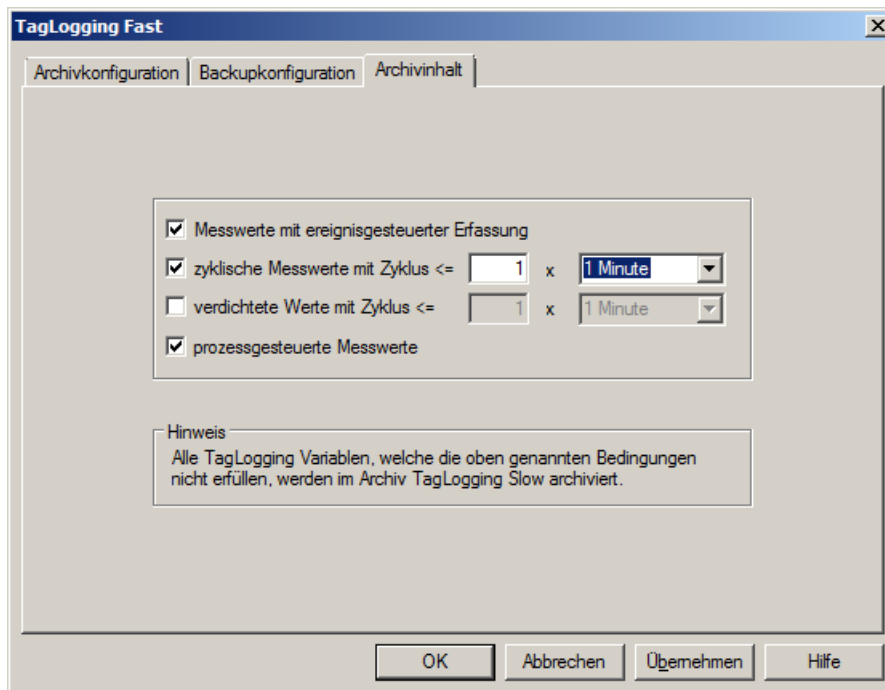 TagLogging Fast
Archivkonfiguration Backupkonfiguration Archivinhalt
Messwerte mit ereignisgesteuerter Erfassung
zyklische Messwerte mit Zyklus <= 1 x 1 Minute
verdichtete Werte mit Zyklus <= 1 x 1 Minute
prozessgesteuerte Messwerte
Hinweis
Alle TagLogging Variablen, welche die oben genannten Bedingungen
nicht erfüllen, werden im Archiv TagLogging Slow archiviert.
OK Abbrechen Übernehmen Hilfe